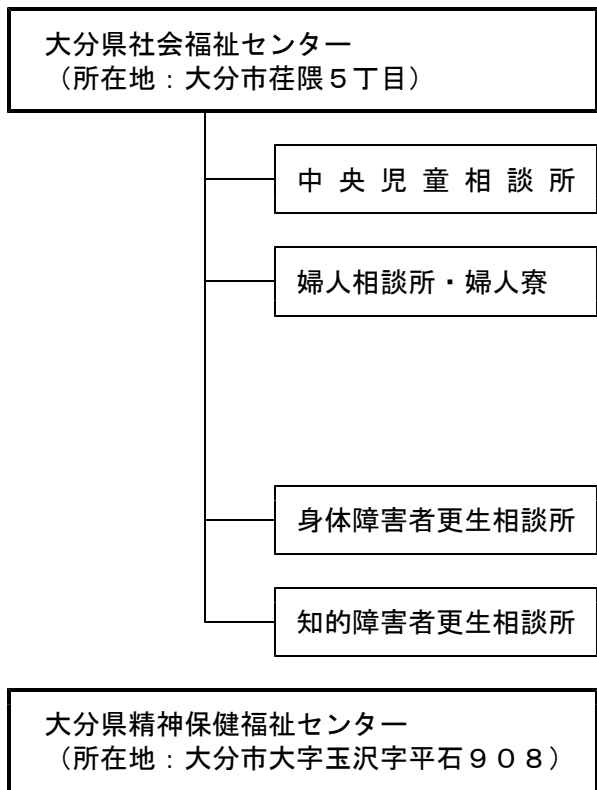 大分県社会福祉センター
（所在地：大分市荏隈５丁目）
中央児童相談所
婦人相談所・婦人寮
身体障害者更生相談所
知的障害者更生相談所
大分県精神保健福祉センター
（所在地：大分市大字玉沢字平石９０８）